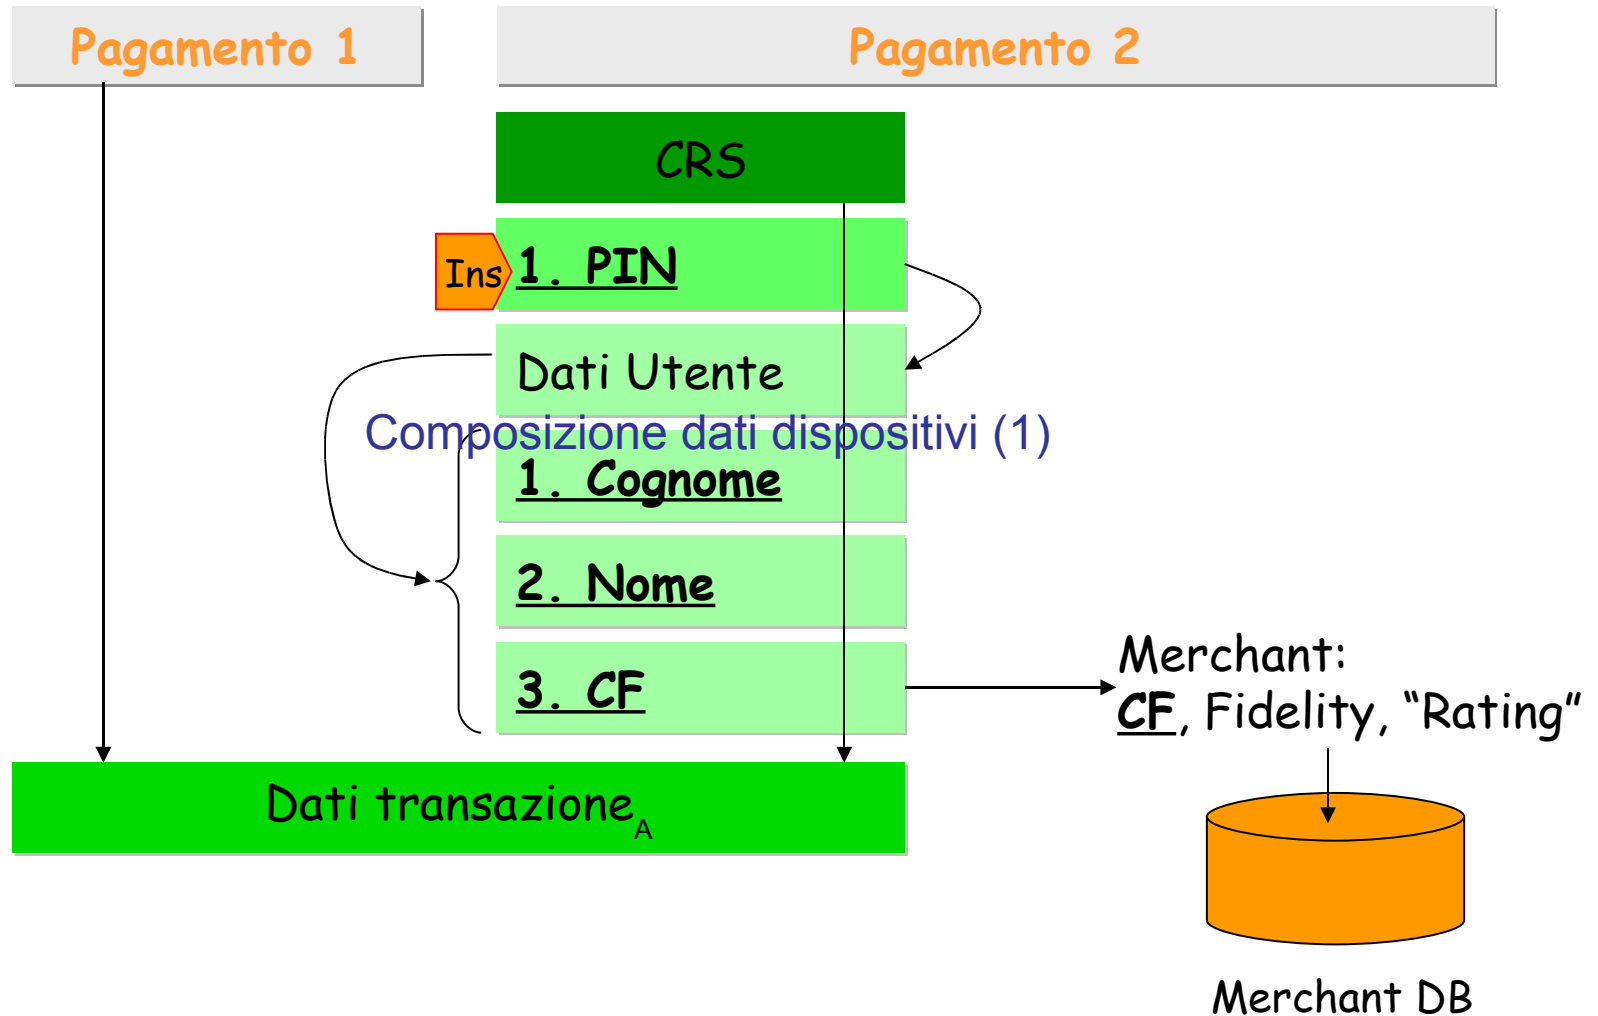 Pagamento 1
Pagamento 2
CRS
Ins
1. PIN
Dati Utente
Composizione dati dispositivi (1)
1. Cognome
2. Nome
3. CF
Merchant:
CF, Fidelity, “Rating”
Dati transazioneA
Merchant DB